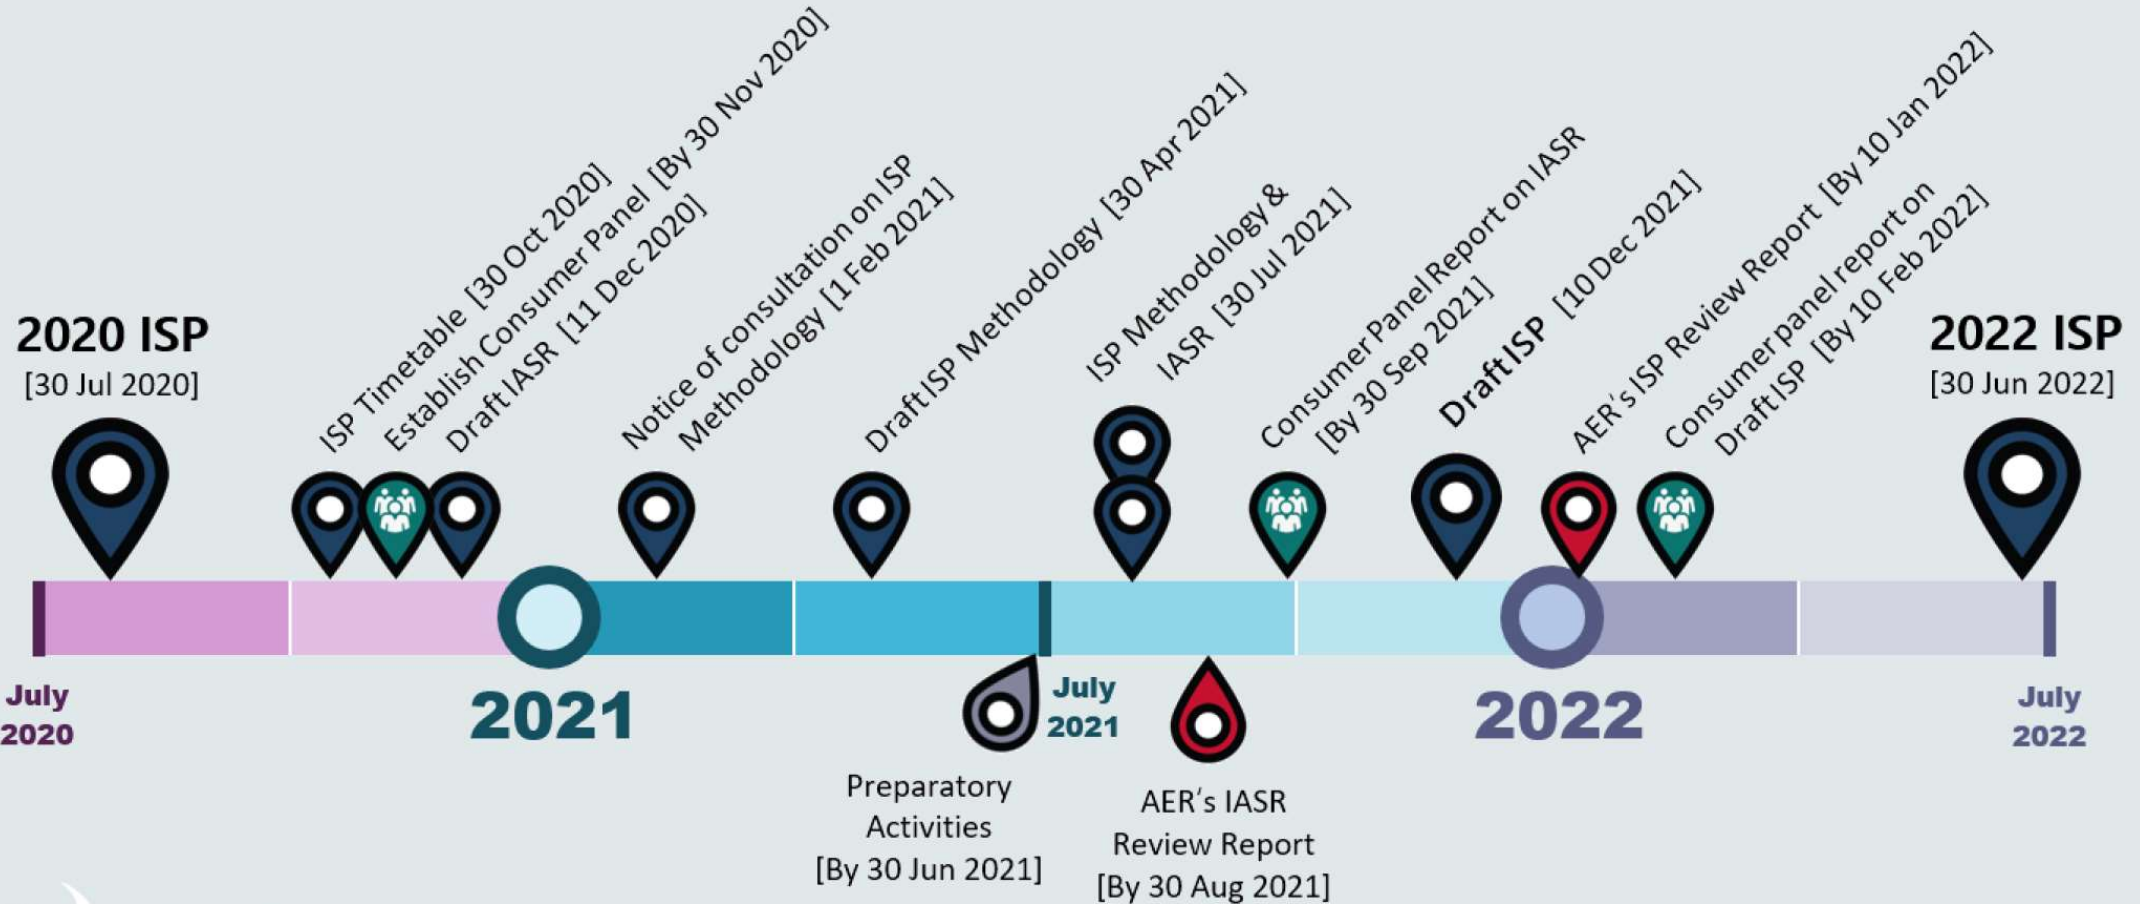 2020 ISP
[30 Jul 2020]
ISP Timetable [30 Oct 2020]
Establish Consumer Panel [By 30 Nov 2020]
Draft IASR [11 Dec 2020]
Notice of consultation on ISP
Methodology [1 Feb 2021]
Draft ISP Methodology [30 Apr 2021]
ISP Methodology &
IASR [30 Jul 2021]
Consumer Panel Report on IASR
[By 30 Sep 2021]
Draft ISP [10 Dec 2021]
AER's ISP Review Report [By 10 Jan 2022]
Consumer panel report on
Draft ISP [By 10 Feb 2022]
2022 ISP
[30 Jun 2022]
July
2020
2021
July
2021
2022
July
2022
Preparatory
Activities
[By 30 Jun 2021]
AER's IASR
Review Report
[By 30 Aug 2021]